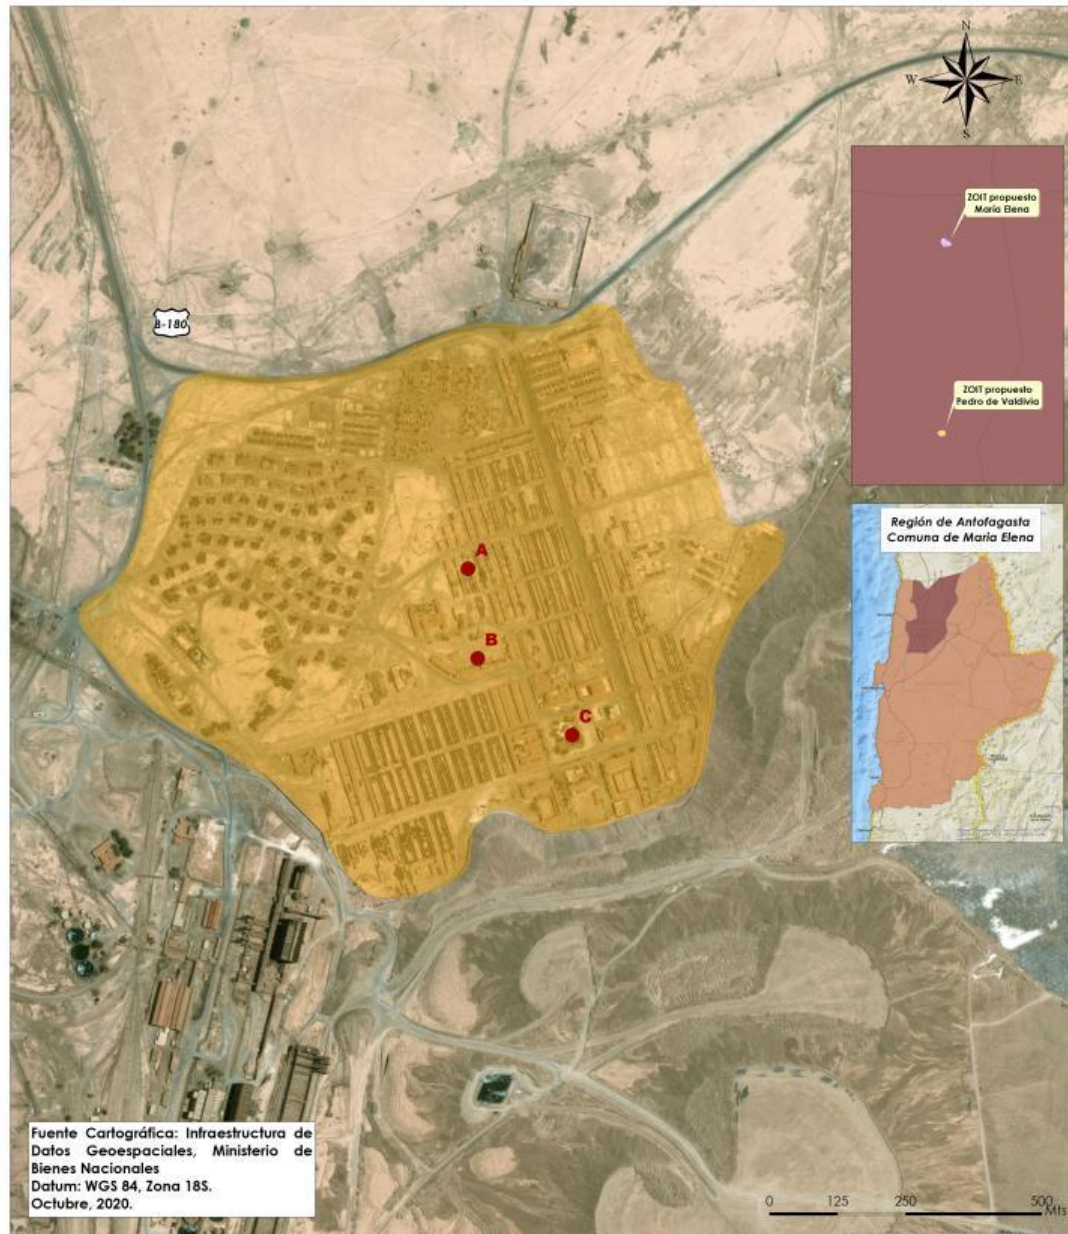 N
W E
S
ZOIT propuesto
María Elena
B-180
ZOIT propuesto
Pedro de Valdivia
Región de Antofagasta
Comuna de Maria Elena
A
B
C
Fuente Cartográfica: Infraestructura de
Datos Geoespaciales, Ministerio de
Bienes Nacionales
Datum: WGS 84, Zona 18S.
Octubre, 2020.
0 125 250 500
Mts